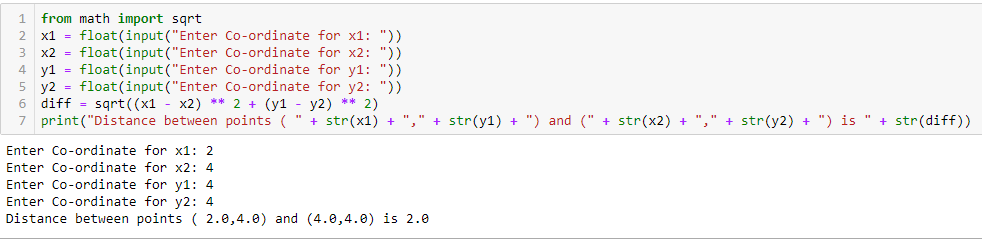 1 from math import sqrt
2 x1 = float(input("Enter Co-ordinate for x1: "))
3 x2 = float(input("Enter Co-ordinate for x2: "))
4 y1 = float(input("Enter Co-ordinate for y1: "))
5 y2 = float(input("Enter Co-ordinate for y2: "))
6 diff = sqrt((x1 - x2) ** 2 + (y1 - y2) ** 2)
7 print("Distance between points ( " + str(x1) + "," + str(y1) + ") and (" + str(x2) + "," + str(y2) + ") is " + str(diff))
Enter Co-ordinate for x1: 2
Enter Co-ordinate for x2: 4
Enter Co-ordinate for y1: 4
Enter Co-ordinate for y2: 4
Distance between points ( 2.0,4.0) and (4.0,4.0) is 2.0